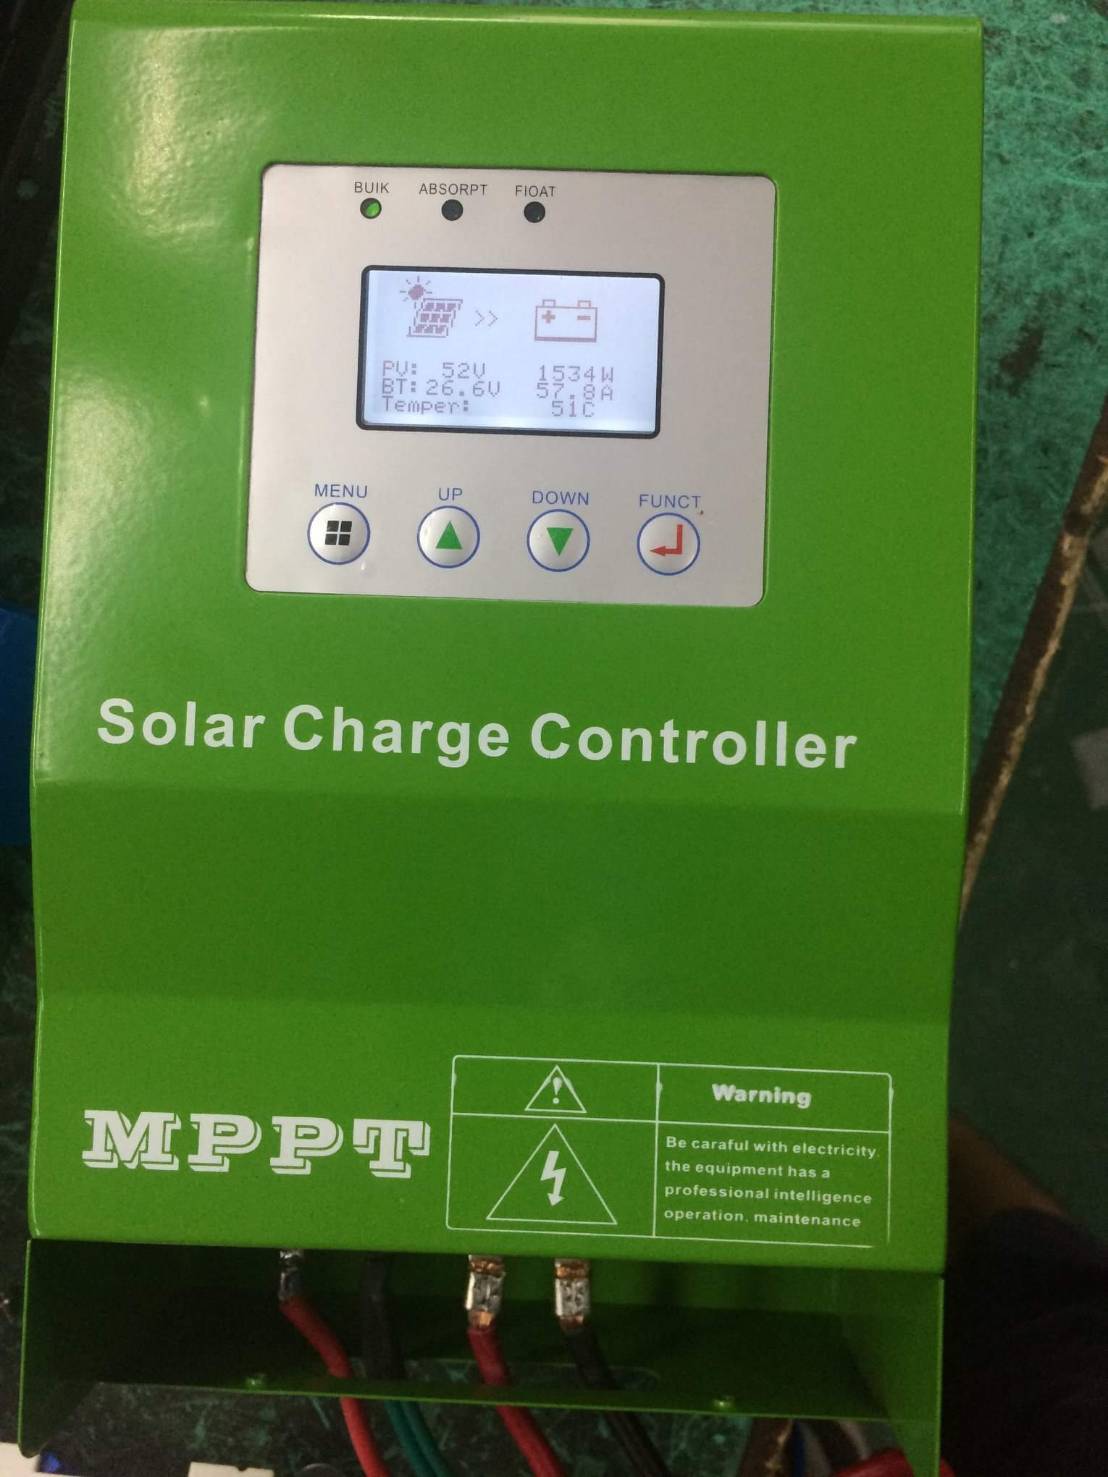 BUIK ABSORPT FIOAT
>>
+ -
PV: 52V 1534W
BT:26.6V 57.8A
Temper: 51C
MENU UP DOWN FUNCT
Solar Charge Controller
MPPT
!
Warning
Be caraful with electricity,
the equipment has a
professional intelligence
operation, maintenance